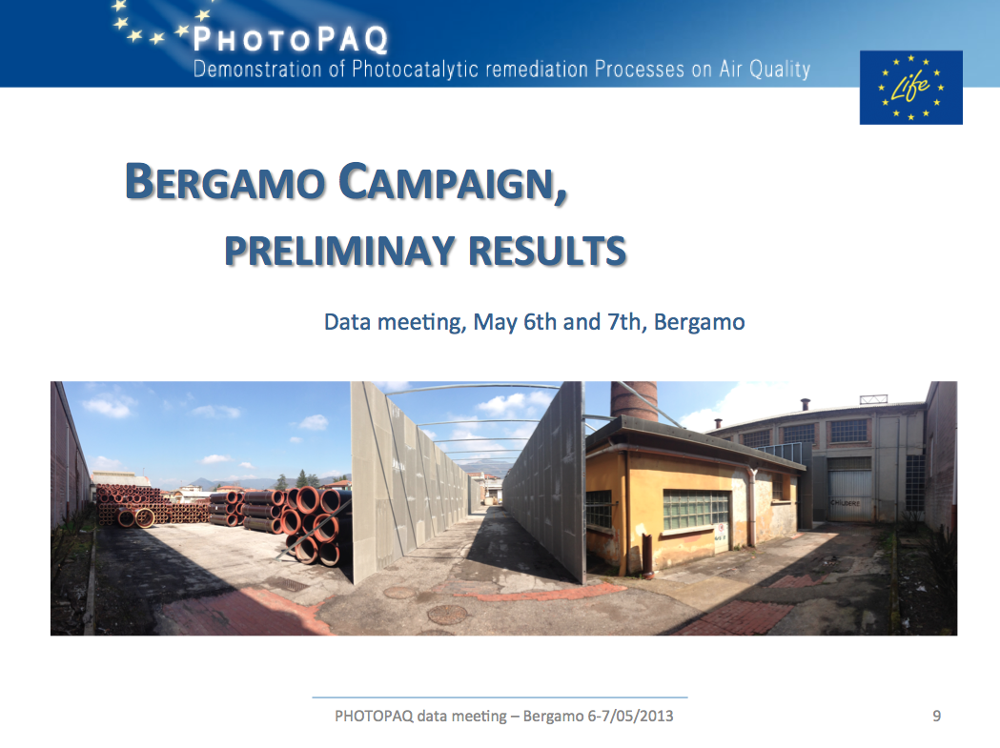 PHOTOPAQ
Demonstration of Photocatalytic remediation Processes on Air Quality
Life
BERGAMO CAMPAIGN,
PRELIMINAY RESULTS
Data meeting, May 6th and 7th, Bergamo
PHOTOPAQ data meeting – Bergamo 6-7/05/2013
9